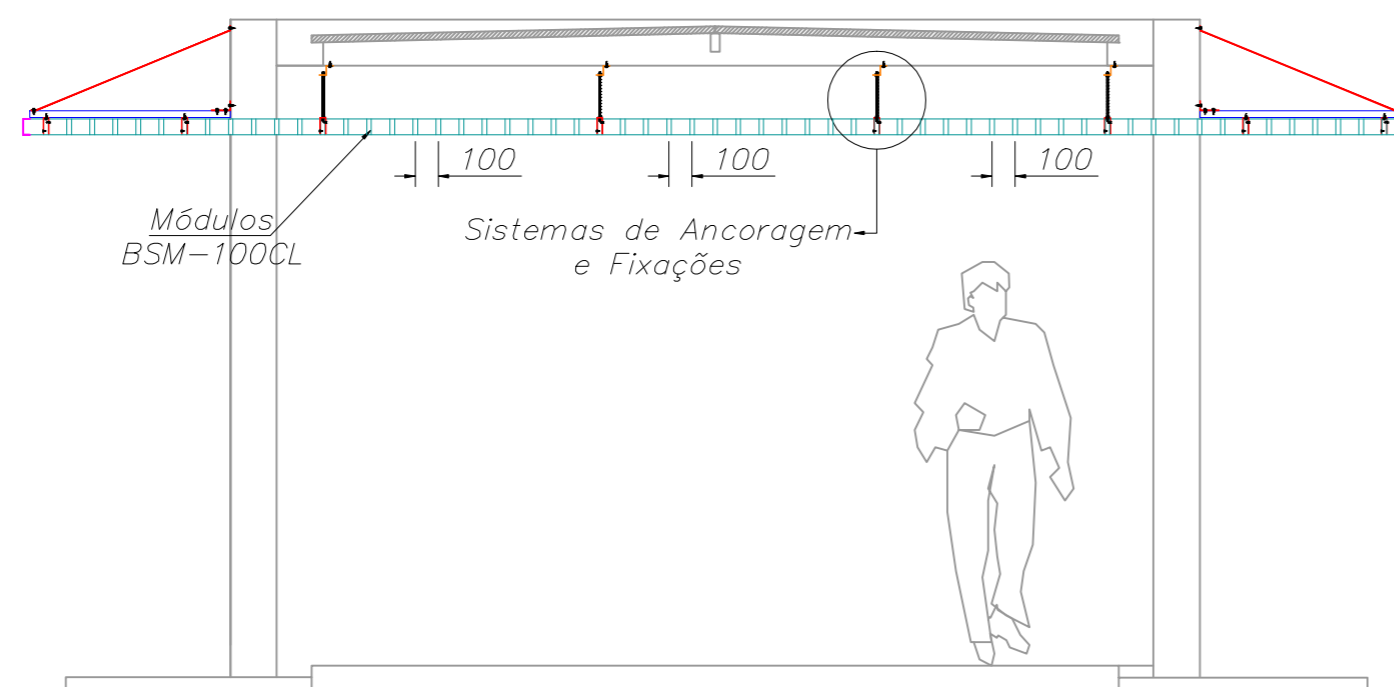 100
100
100
Módulos
BSM-100CL
Sistemas de Ancoragem
e Fixações